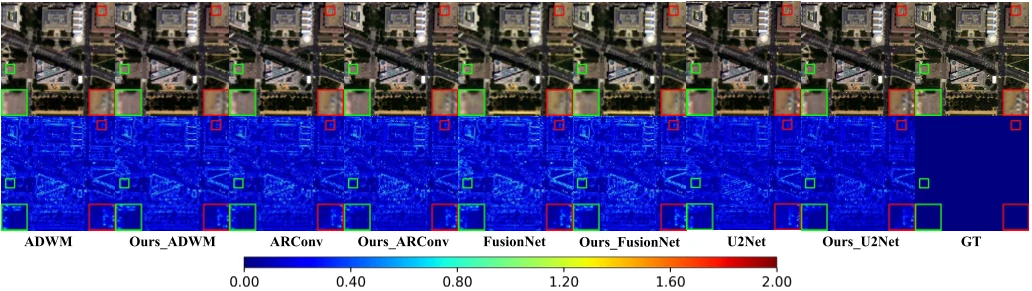 ADWM Ours_ADWM ARConv Ours_ARConv FusionNet Ours_FusionNet U2Net Ours_U2Net GT
0.00 0.40 0.80 1.20 1.60 2.00